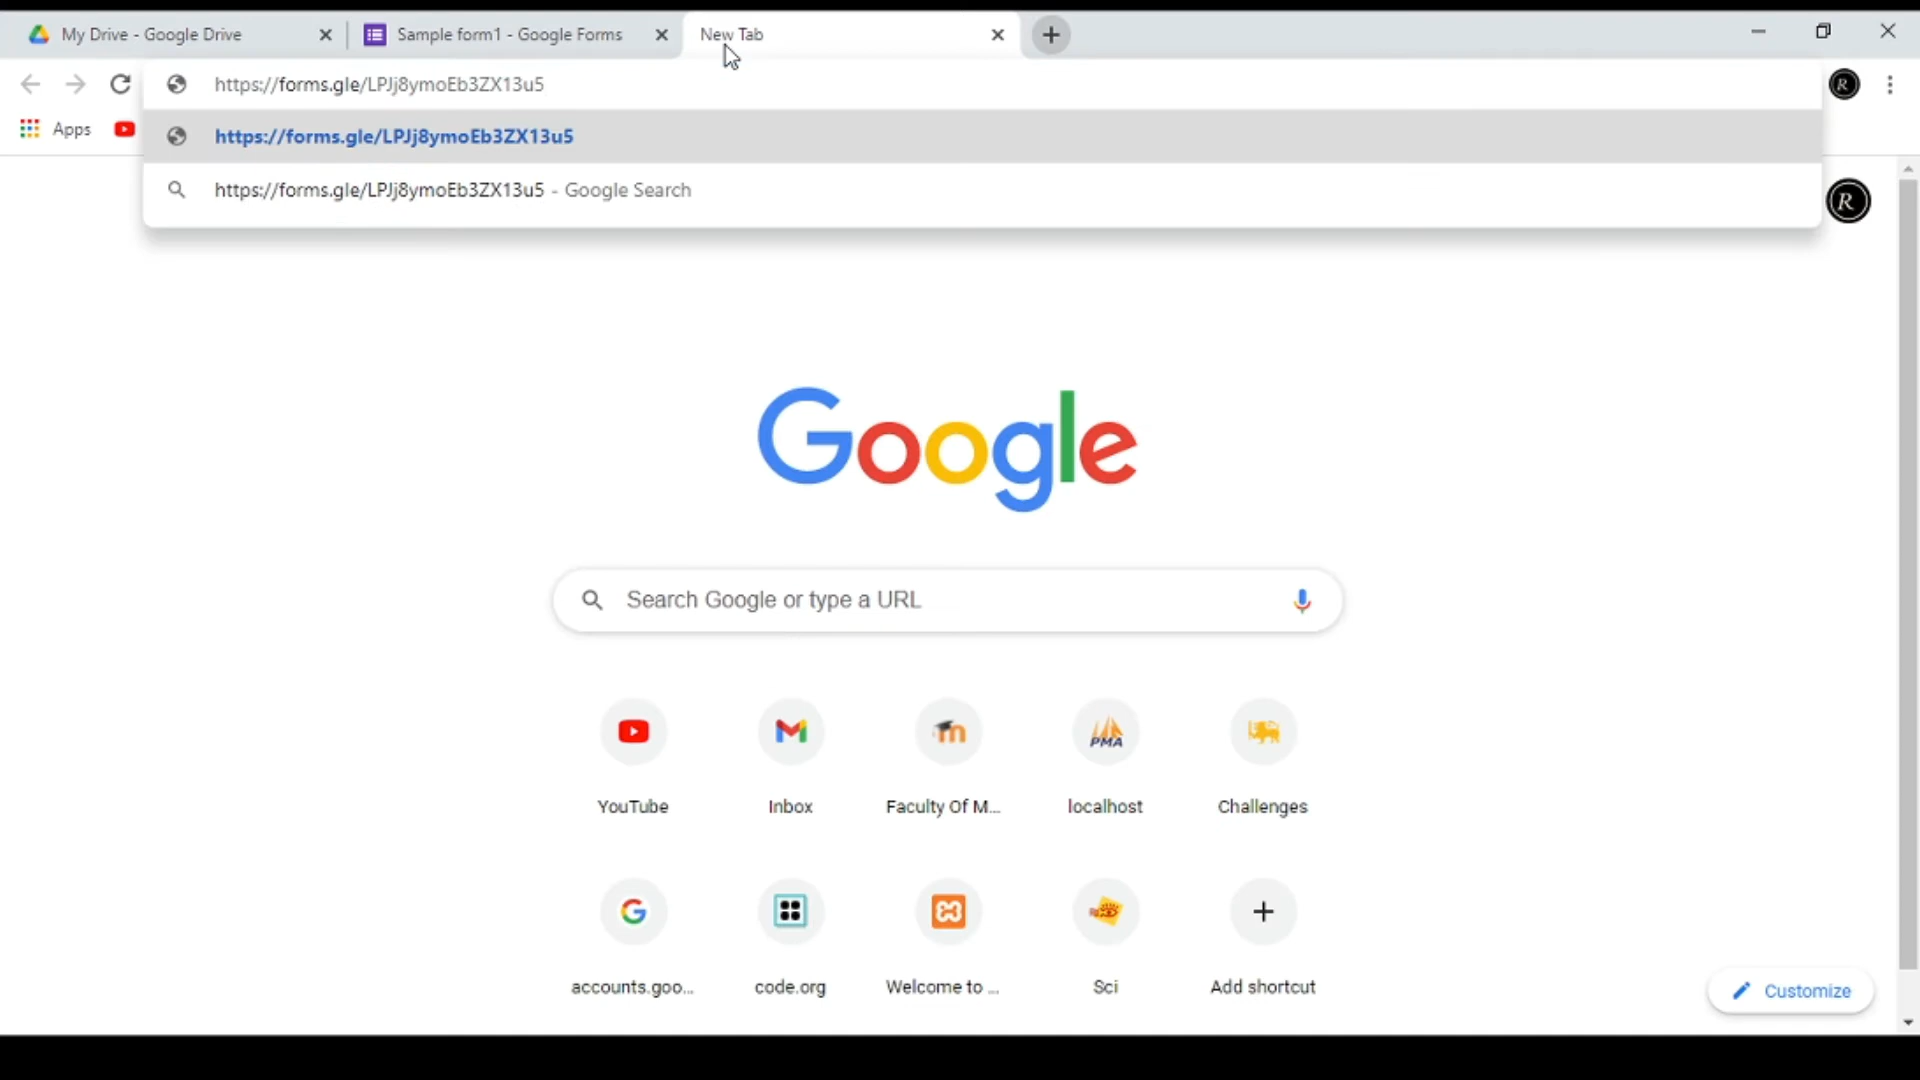 My Drive - Google Drive
Sample form1 - Google Forms
New Tab
https://forms.gle/LPJj8ymoEb3ZX13u5
R
Apps
https://forms.gle/LPJj8ymoEb3ZX13u5
https://forms.gle/LPJj8ymoEb3ZX13u5 - Google Search
R
Google
Search Google or type a URL
PMA
YouTube
Inbox
Faculty Of M...
localhost
Challenges
accounts.goo...
code.org
Welcome to ...
Sci
Add shortcut
Customize